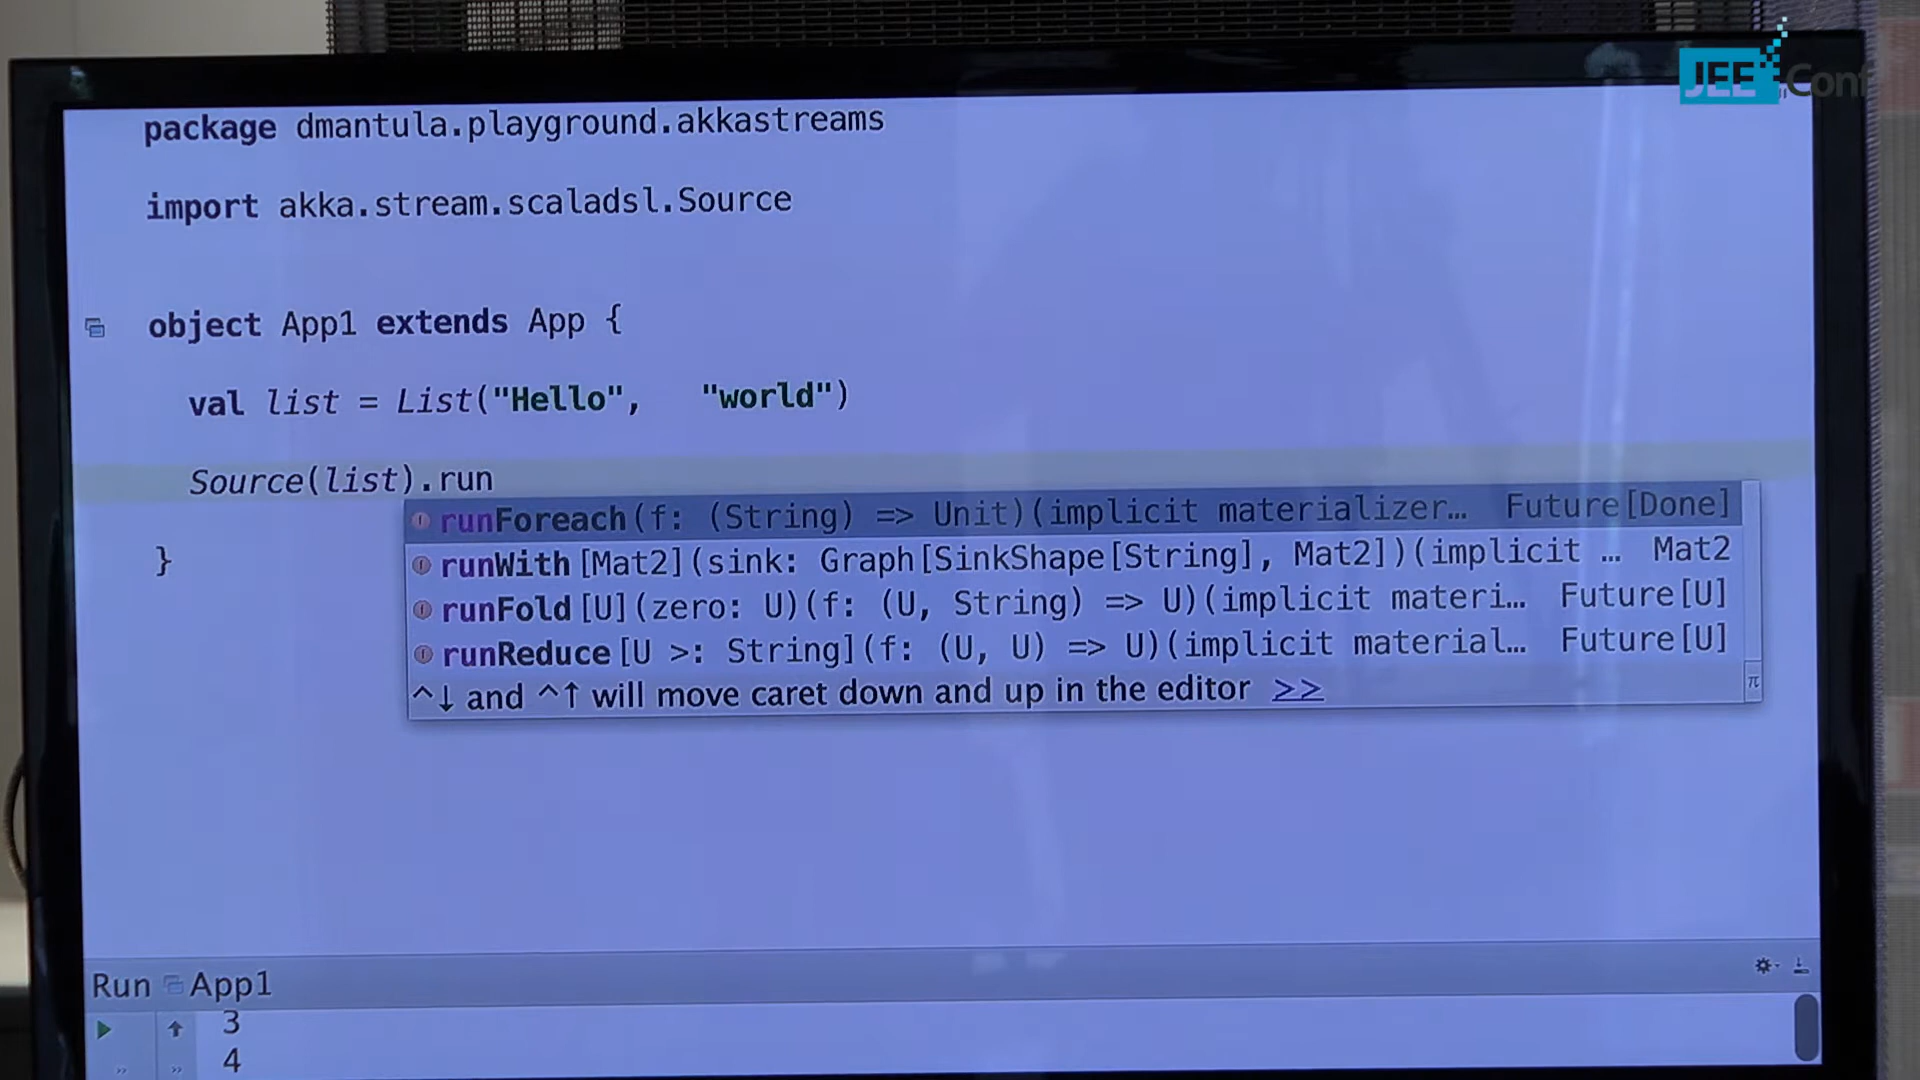 JEEConf
package dmantula.playground.akkastreams
import akka.stream.scaladsl.Source
object App1 extends App {
val list = List("Hello",   "world")
Source(list).run
runForeach(f: (String) => Unit)(implicit materializer… Future[Done]
runWith[Mat2](sink: Graph[SinkShape[String], Mat2])(implicit … Mat2
runFold[U](zero: U)(f: (U, String) => U)(implicit materi… Future[U]
runReduce[U >: String](f: (U, U) => U)(implicit material… Future[U]
^↓ and ^↑ will move caret down and up in the editor >>
π
}
Run App1
3
4